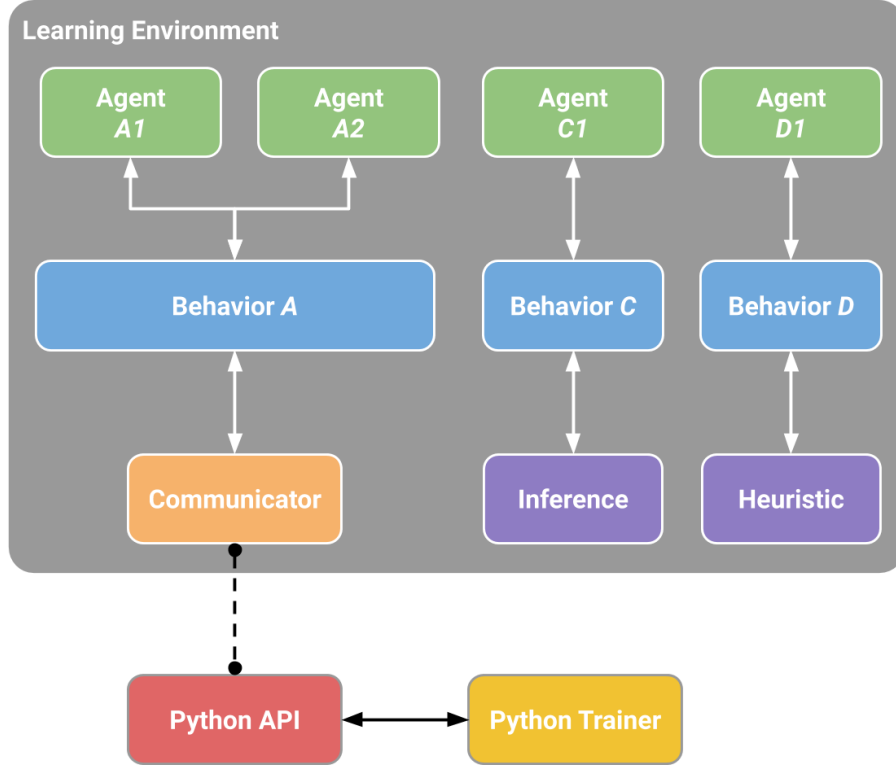 Learning Environment
Agent
A1
Agent
A2
Agent
C1
Agent
D1
Behavior A
Behavior C
Behavior D
Communicator
Inference
Heuristic
Python API
Python Trainer